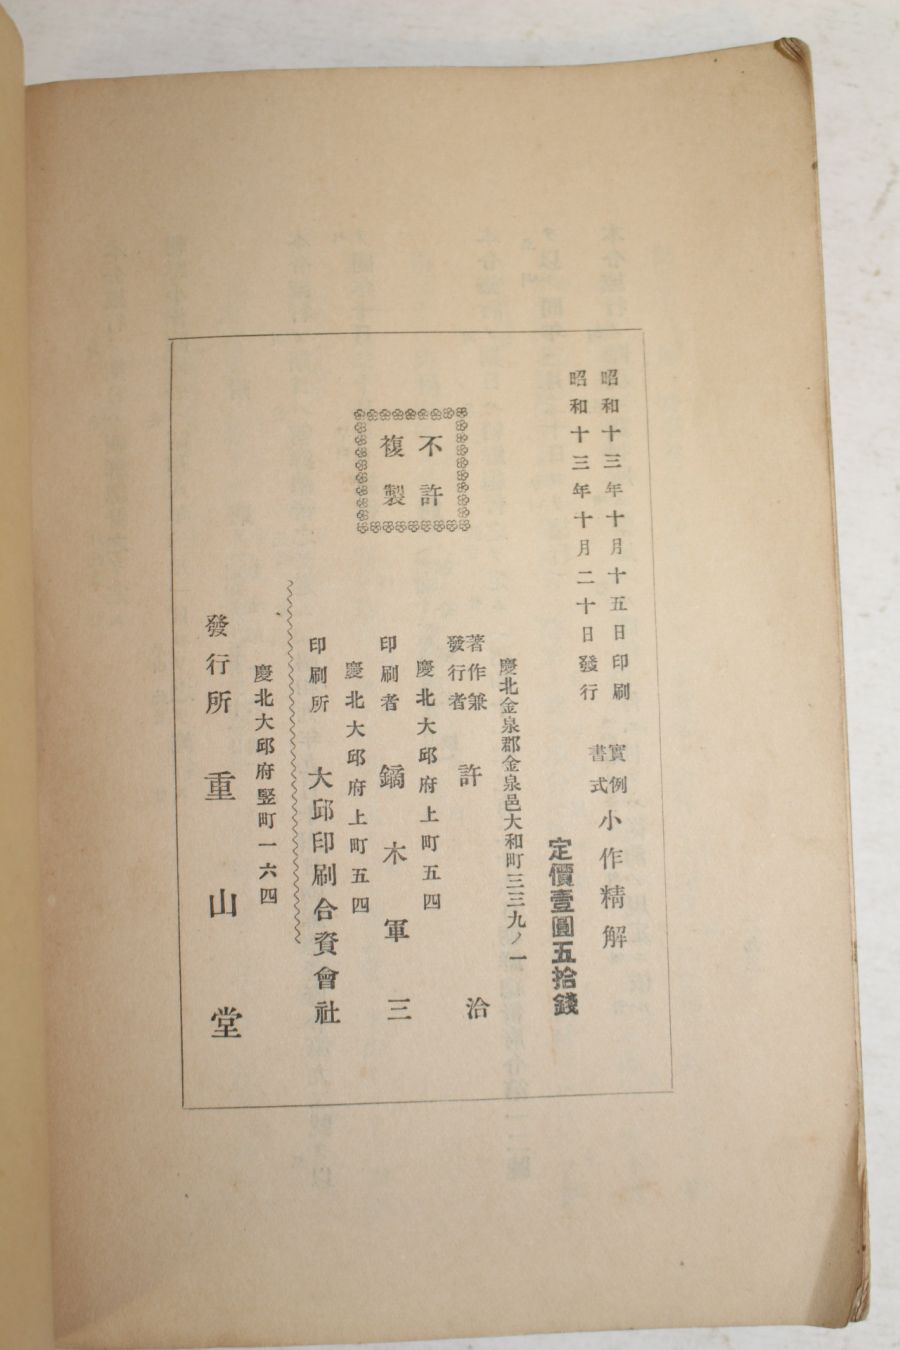 昭和十三年十月十五日印刷
昭和十三年十月二十日發行
實例
書式
小作精解
定價壹圓五拾錢
不許
複製
慶北金泉郡金泉邑大和町三三九ノ一
著作兼
發行者
許洽
慶北大邱府上町五四
印刷者 鏑木軍三
慶北大邱府上町五四
印刷所 大邱印刷合資會社
慶北大邱府竪町一六四
發行所 重山堂